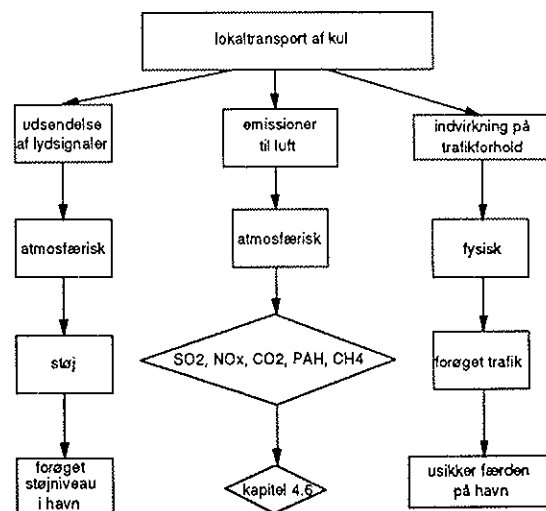 lokaltransport af kul
udsendelse
af lydsignaler
emissioner
til luft
indvirkning på
trafikforhold
atmosfærisk
atmosfærisk
fysisk
støj
SO2, NOx, CO2, PAH, CH4
forøget trafik
forøget
støjniveau
i havn
kapitel 4.6
usikker færden
på havn